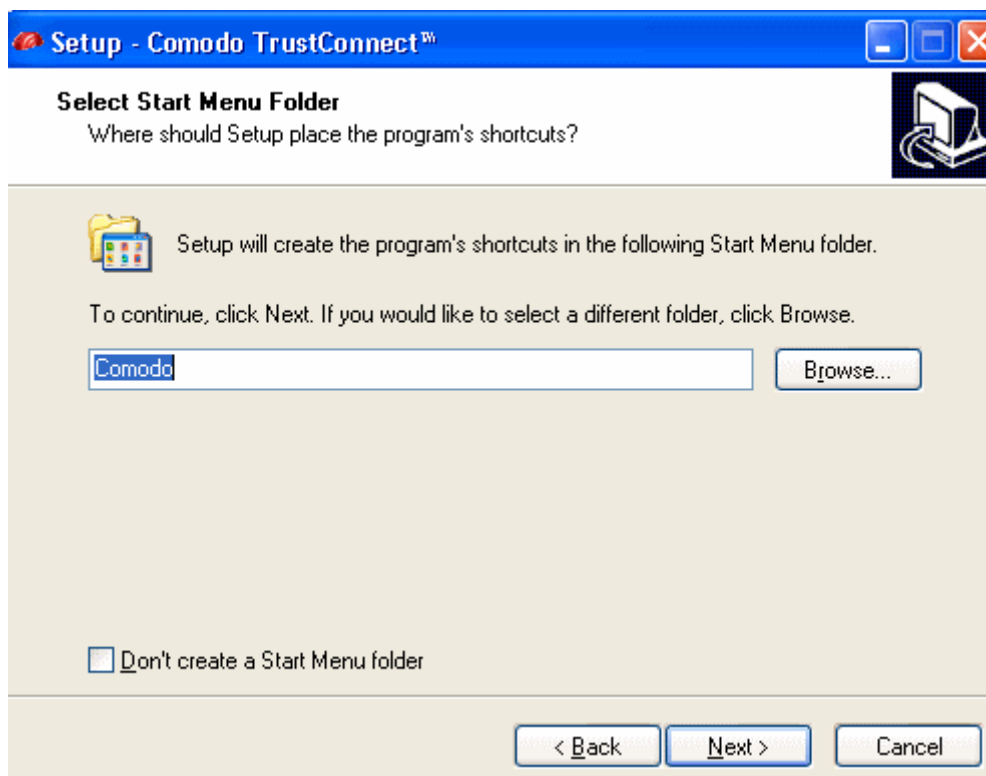 Setup - Comodo TrustConnect™
Select Start Menu Folder
Where should Setup place the program's shortcuts?
Setup will create the program's shortcuts in the following Start Menu folder.
To continue, click Next. If you would like to select a different folder, click Browse.
Comodo
Browse...
Don't create a Start Menu folder
< Back
Next >
Cancel